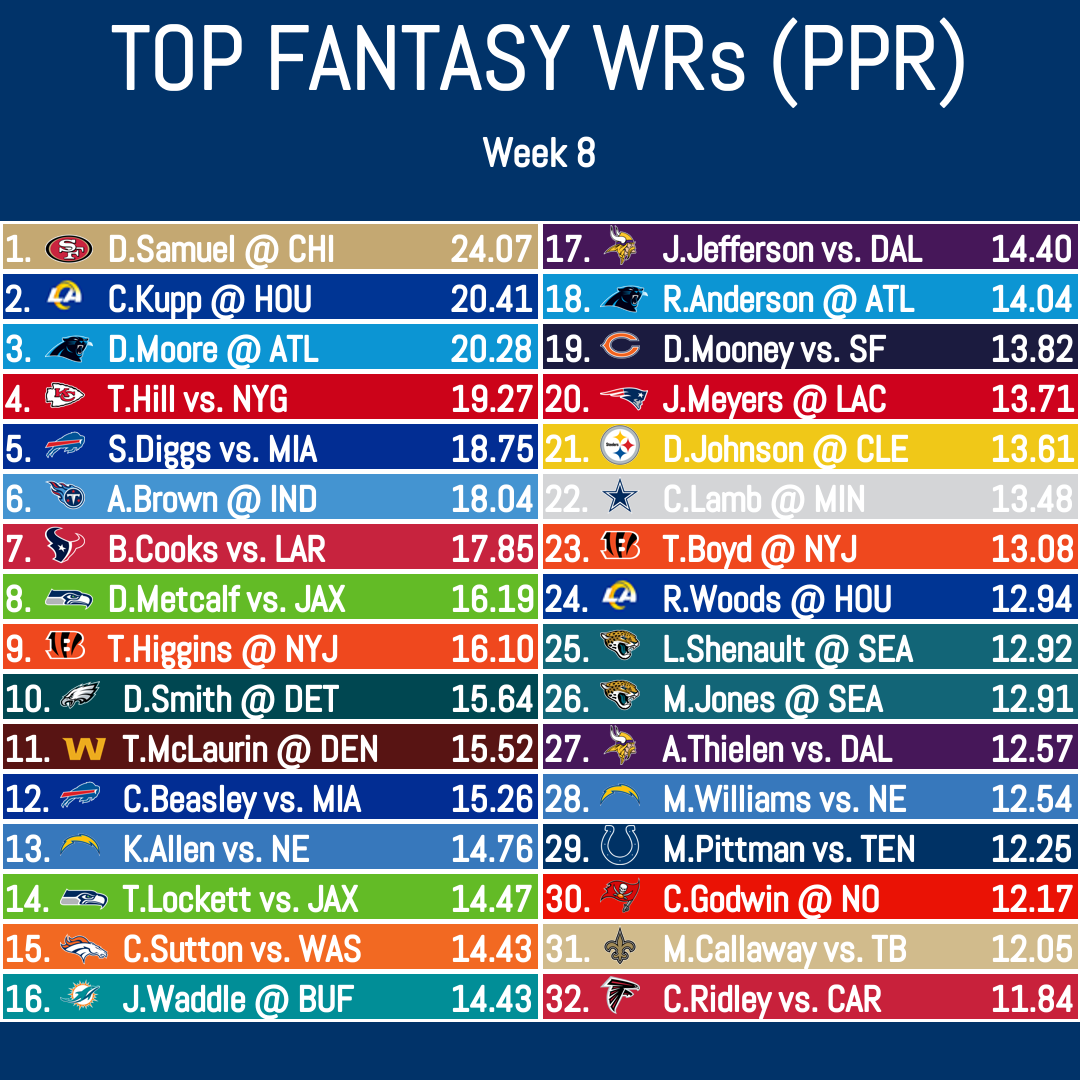 TOP FANTASY WRs (PPR)
Week 8
1. D.Samuel @ CHI 24.07
2. C.Kupp @ HOU 20.41
3. D.Moore @ ATL 20.28
4. T.Hill vs. NYG 19.27
5. S.Diggs vs. MIA 18.75
6. A.Brown @ IND 18.04
7. B.Cooks vs. LAR 17.85
8. D.Metcalf vs. JAX 16.19
9. T.Higgins @ NYJ 16.10
10. D.Smith @ DET 15.64
11. T.McLaurin @ DEN 15.52
12. C.Beasley vs. MIA 15.26
13. K.Allen vs. NE 14.76
14. T.Lockett vs. JAX 14.47
15. C.Sutton vs. WAS 14.43
16. J.Waddle @ BUF 14.43
17. J.Jefferson vs. DAL 14.40
18. R.Anderson @ ATL 14.04
19. D.Mooney vs. SF 13.82
20. J.Meyers @ LAC 13.71
21. D.Johnson @ CLE 13.61
22. C.Lamb @ MIN 13.48
23. T.Boyd @ NYJ 13.08
24. R.Woods @ HOU 12.94
25. L.Shenault @ SEA 12.92
26. M.Jones @ SEA 12.91
27. A.Thielen vs. DAL 12.57
28. M.Williams vs. NE 12.54
29. M.Pittman vs. TEN 12.25
30. C.Godwin @ NO 12.17
31. M.Callaway vs. TB 12.05
32. C.Ridley vs. CAR 11.84